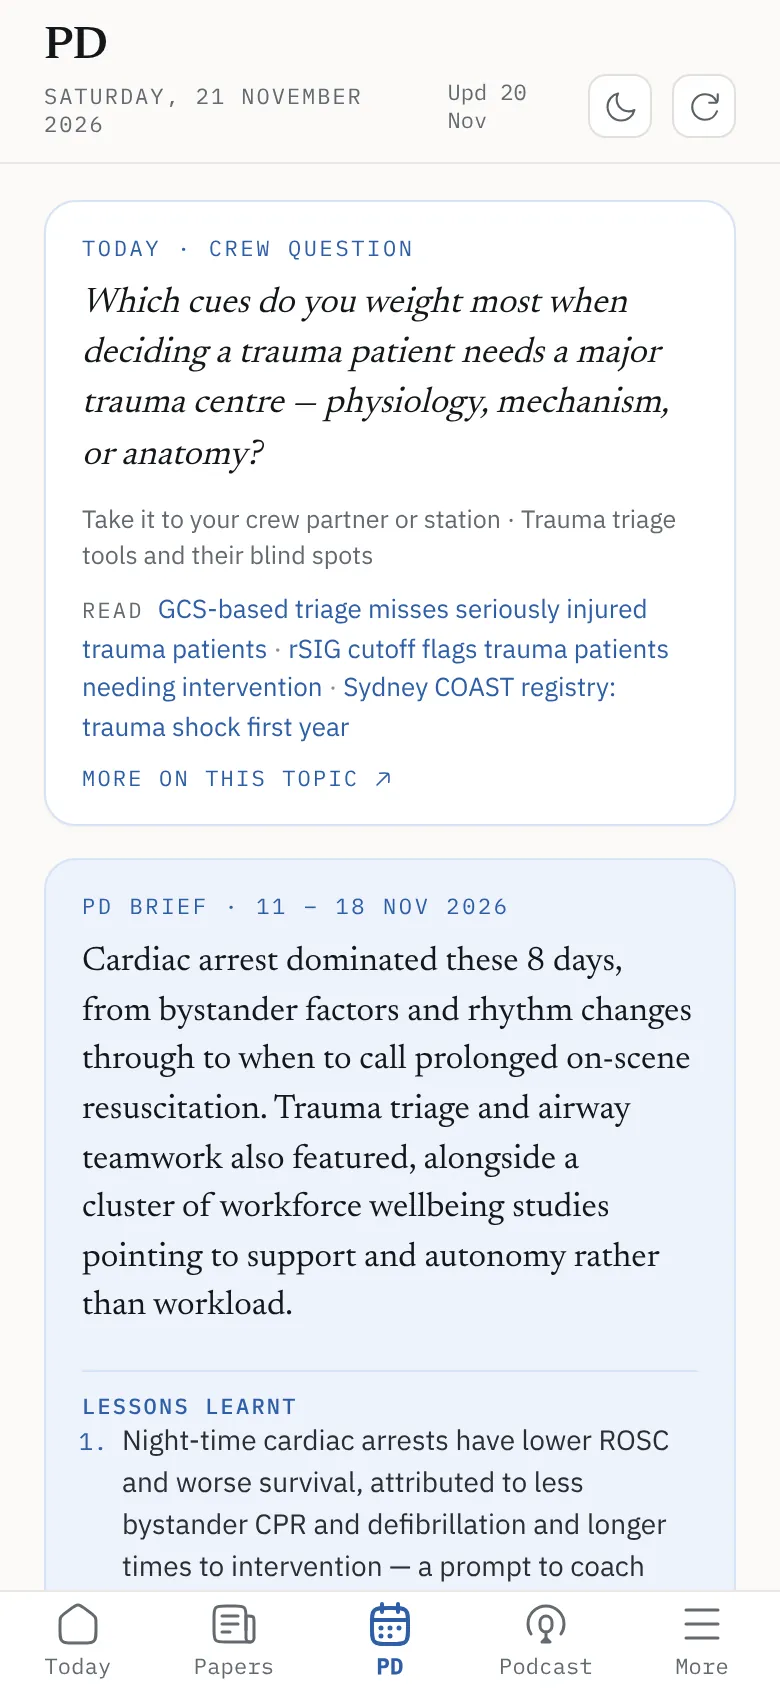 PD
SATURDAY, 21 NOVEMBER
2026
Upd 20
Nov
TODAY · CREW QUESTION
Which cues do you weight most when
deciding a trauma patient needs a major
trauma centre – physiology, mechanism,
or anatomy?
Take it to your crew partner or station · Trauma triage
tools and their blind spots
READ GCS-based triage misses seriously injured
trauma patients · rSIG cutoff flags trauma patients
needing intervention · Sydney COAST registry:
trauma shock first year
MORE ON THIS TOPIC ↗
PD BRIEF · 11 – 18 NOV 2026
Cardiac arrest dominated these 8 days,
from bystander factors and rhythm changes
through to when to call prolonged on-scene
resuscitation. Trauma triage and airway
teamwork also featured, alongside a
cluster of workforce wellbeing studies
pointing to support and autonomy rather
than workload.
LESSONS LEARNT
1. Night-time cardiac arrests have lower ROSC
and worse survival, attributed to less
bystander CPR and defibrillation and longer
times to intervention — a prompt to coach
Today
Papers
PD
Podcast
More